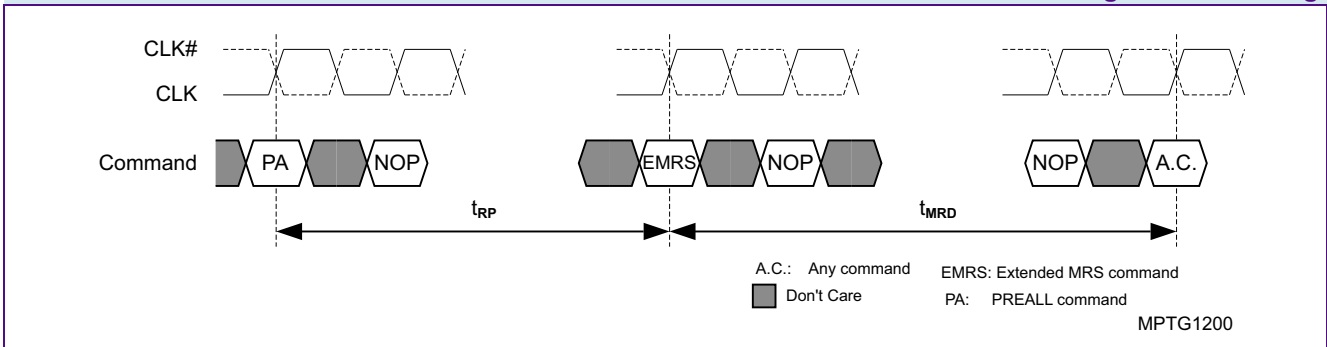 CLK#
CLK
Command PA NOP EMRS NOP NOP A.C.
tRP tMRD
A.C.: Any command EMRS: Extended MRS command
Don't Care PA: PREALL command
MPTG1200